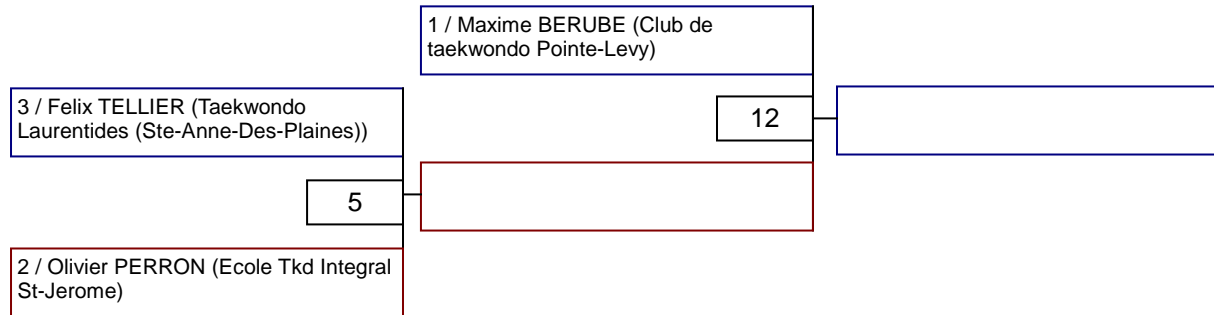 1 / Maxime BERUBE (Club de
taekwondo Pointe-Levy)
3 / Felix TELLIER (Taekwondo
Laurentides (Ste-Anne-Des-Plaines))
12
5
2 / Olivier PERRON (Ecole Tkd Integral
St-Jerome)